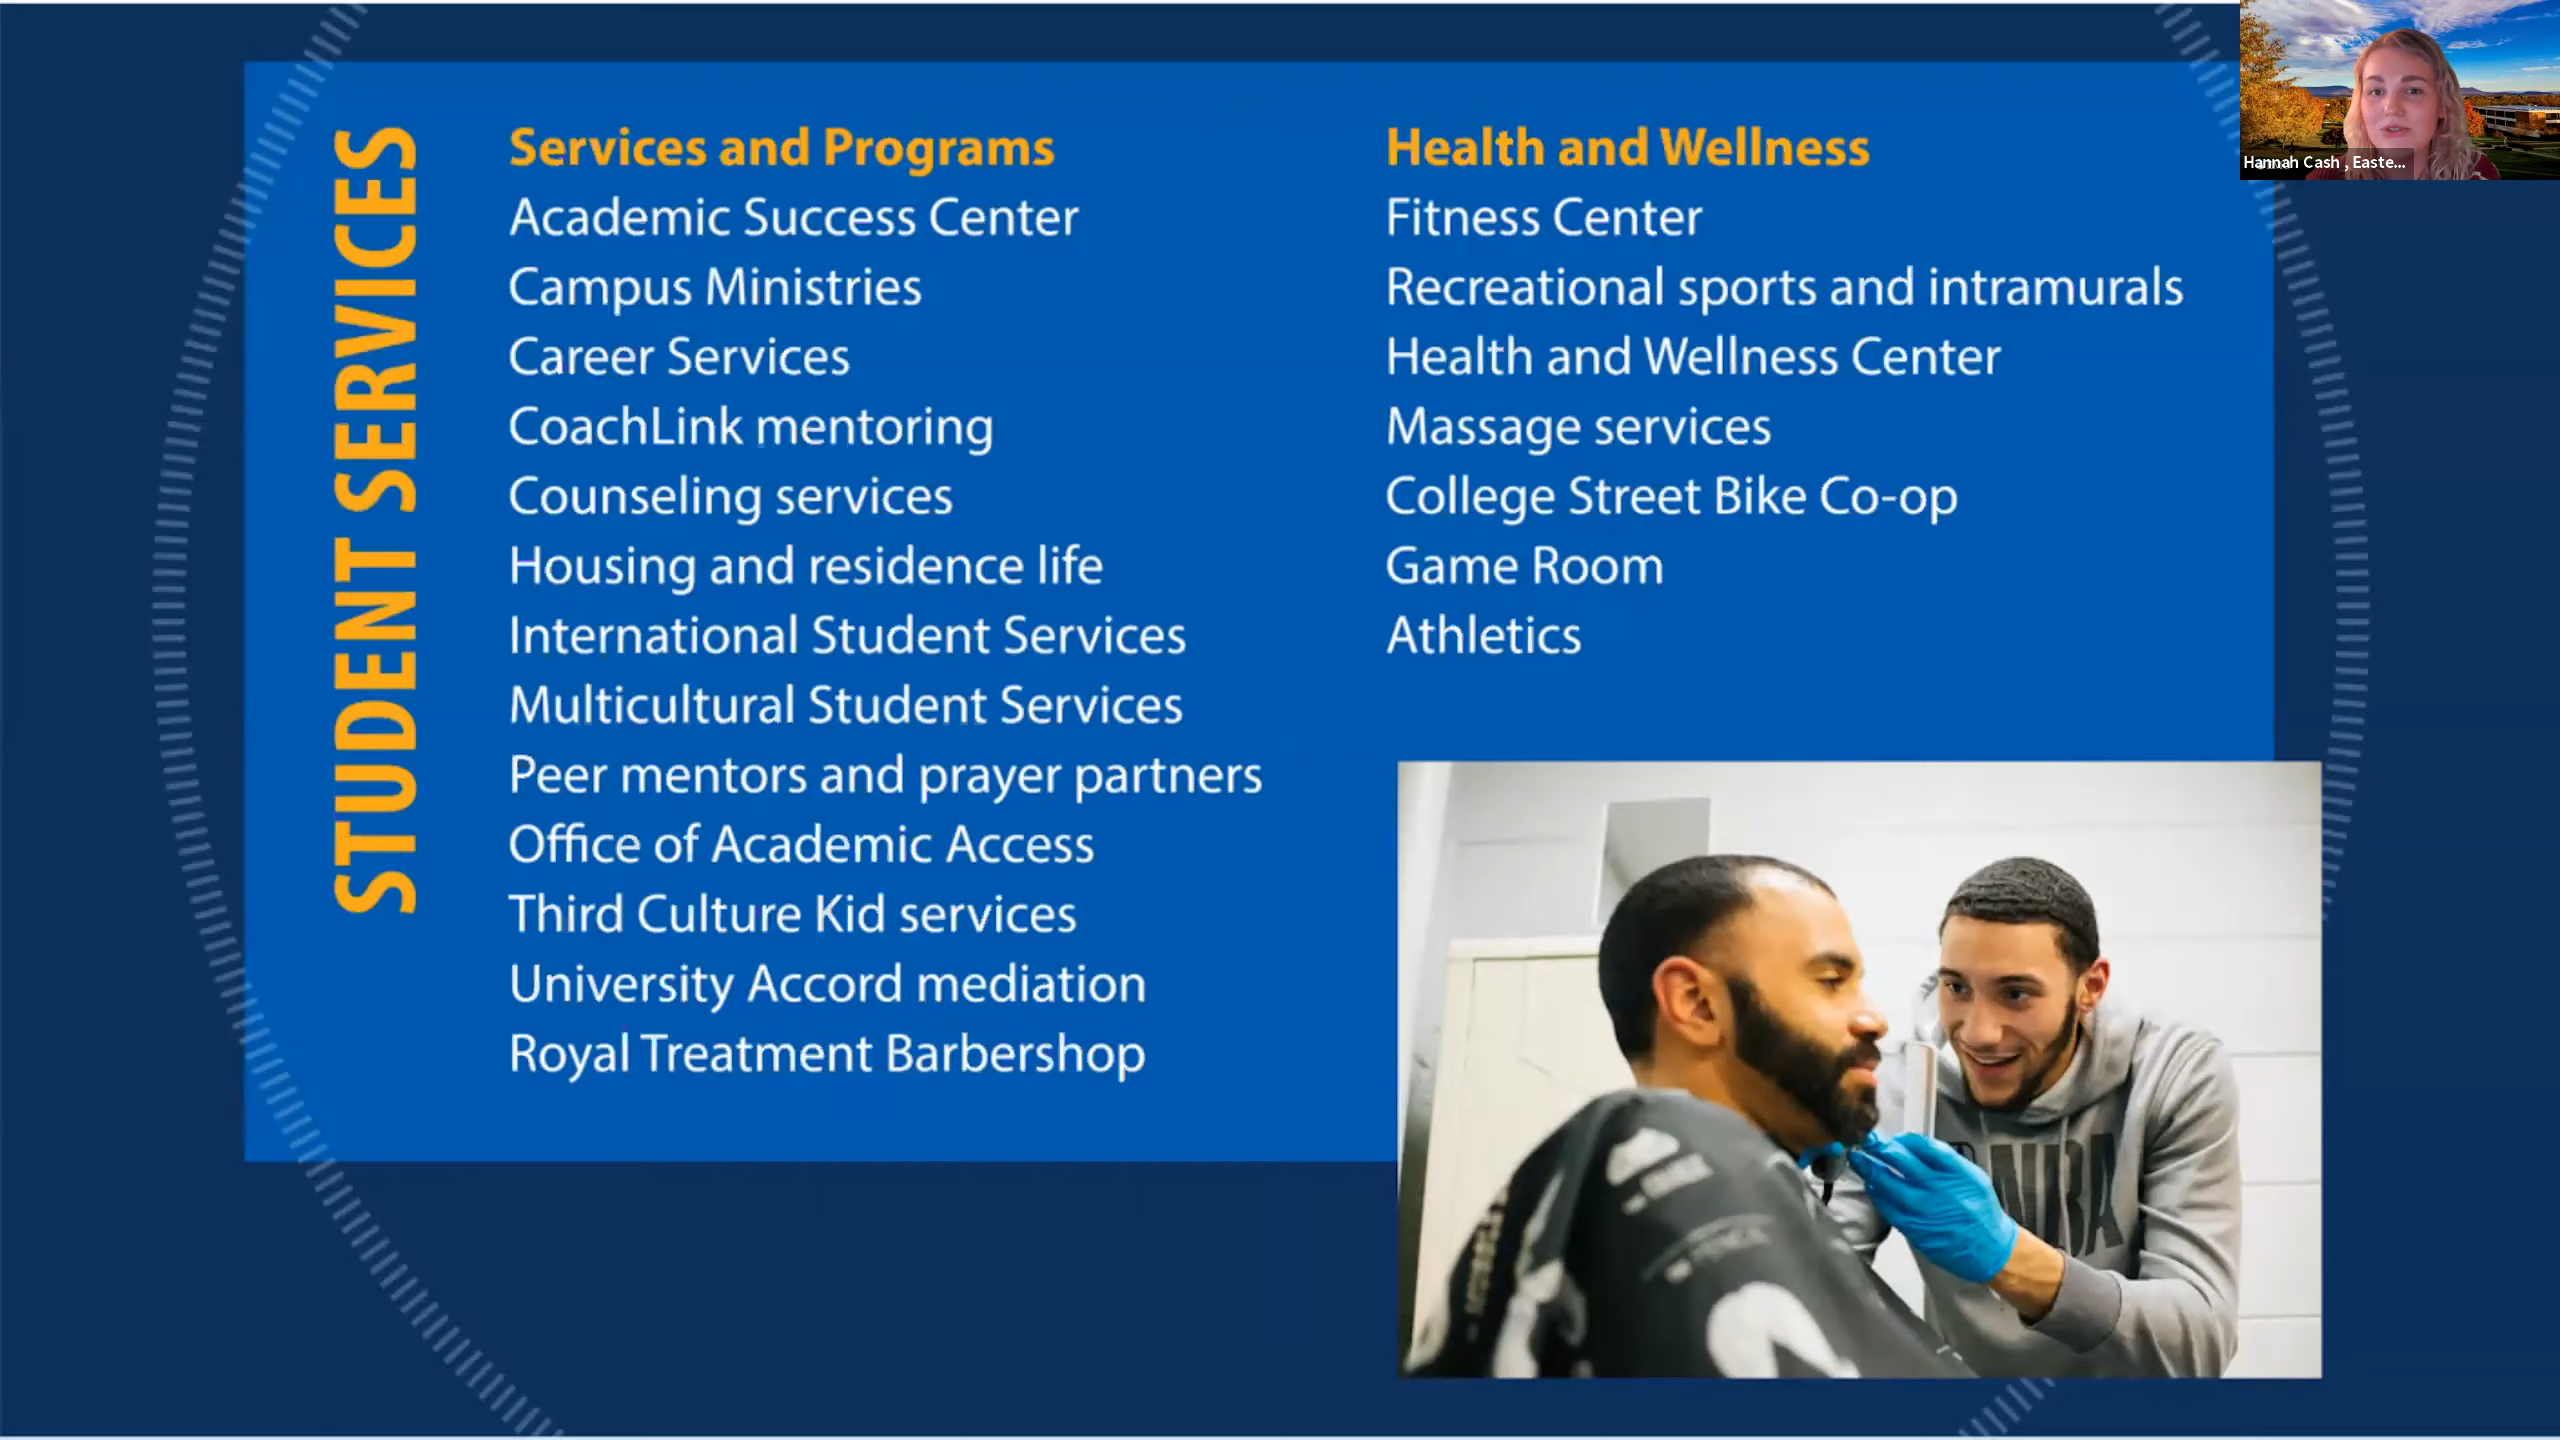 STUDENT SERVICES
Services and Programs
Academic Success Center
Campus Ministries
Career Services
CoachLink mentoring
Counseling services
Housing and residence life
International Student Services
Multicultural Student Services
Peer mentors and prayer partners
Office of Academic Access
Third Culture Kid services
University Accord mediation
Royal Treatment Barbershop
Health and Wellness
Fitness Center
Recreational sports and intramurals
Health and Wellness Center
Massage services
College Street Bike Co-op
Game Room
Athletics
Hannah Cash , Easte...
NBA